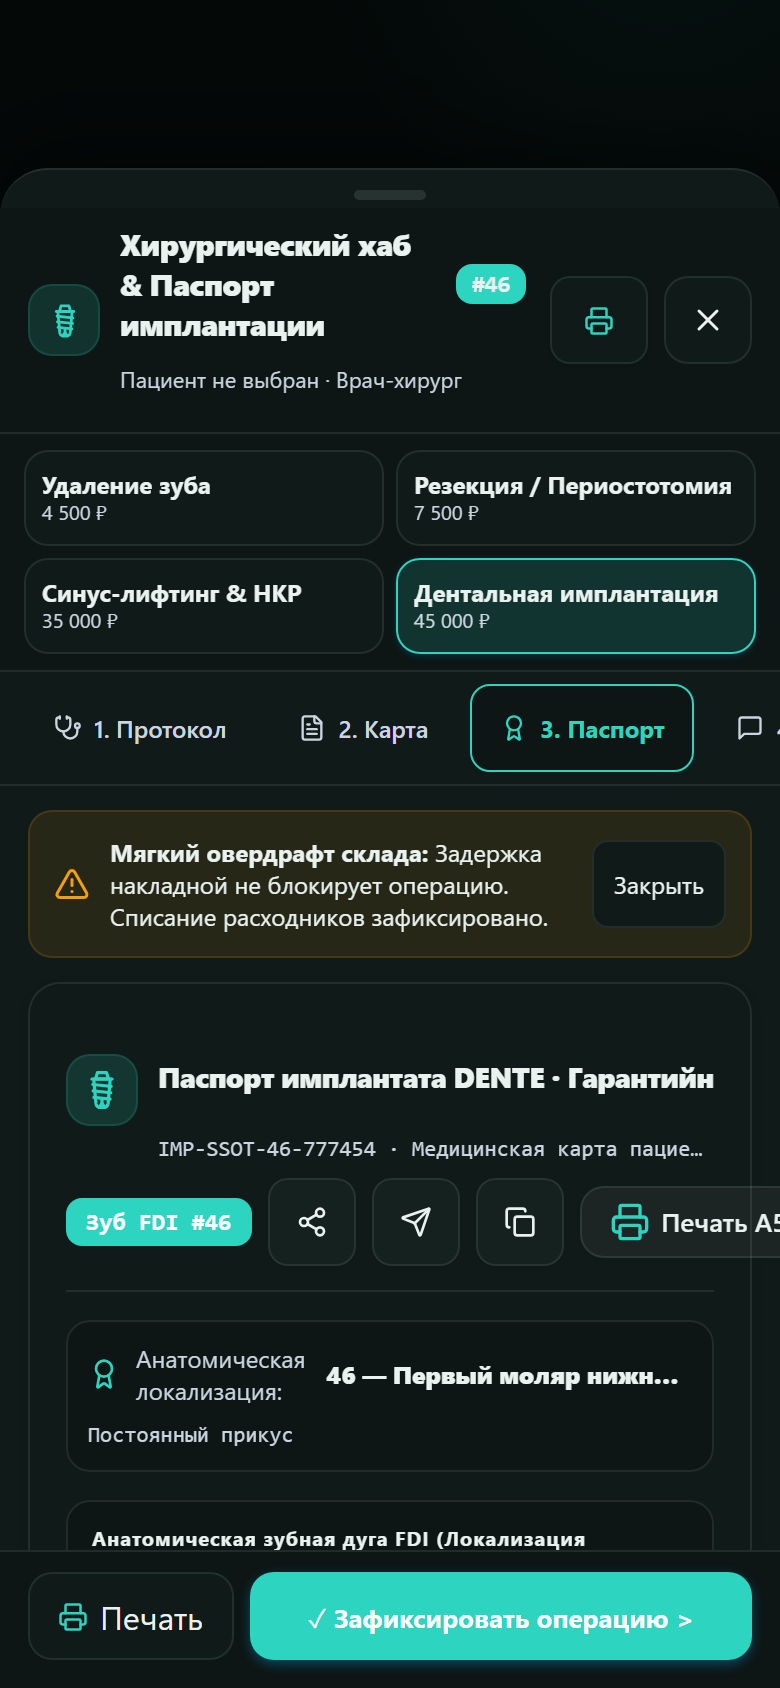 Хирургический хаб
& Паспорт
имплантации
#46
Пациент не выбран · Врач-хирург
Удаление зуба
4 500 ₽
Резекция / Периостотомия
7 500 ₽
Синус-лифтинг & НКР
35 000 ₽
Дентальная имплантация
45 000 ₽
1. Протокол
2. Карта
3. Паспорт
Мягкий овердрафт склада: Задержка
накладной не блокирует операцию.
Списание расходников зафиксировано.
Закрыть
Паспорт имплантата DENTE · Гарантийн
IMP-SSOT-46-777454 · Медицинская карта пацие…
Зуб FDI #46
Печать A5
Анатомическая
локализация:
46 — Первый моляр нижн...
Постоянный прикус
Анатомическая зубная дуга FDI (Локализация
Печать
✓ Зафиксировать операцию >